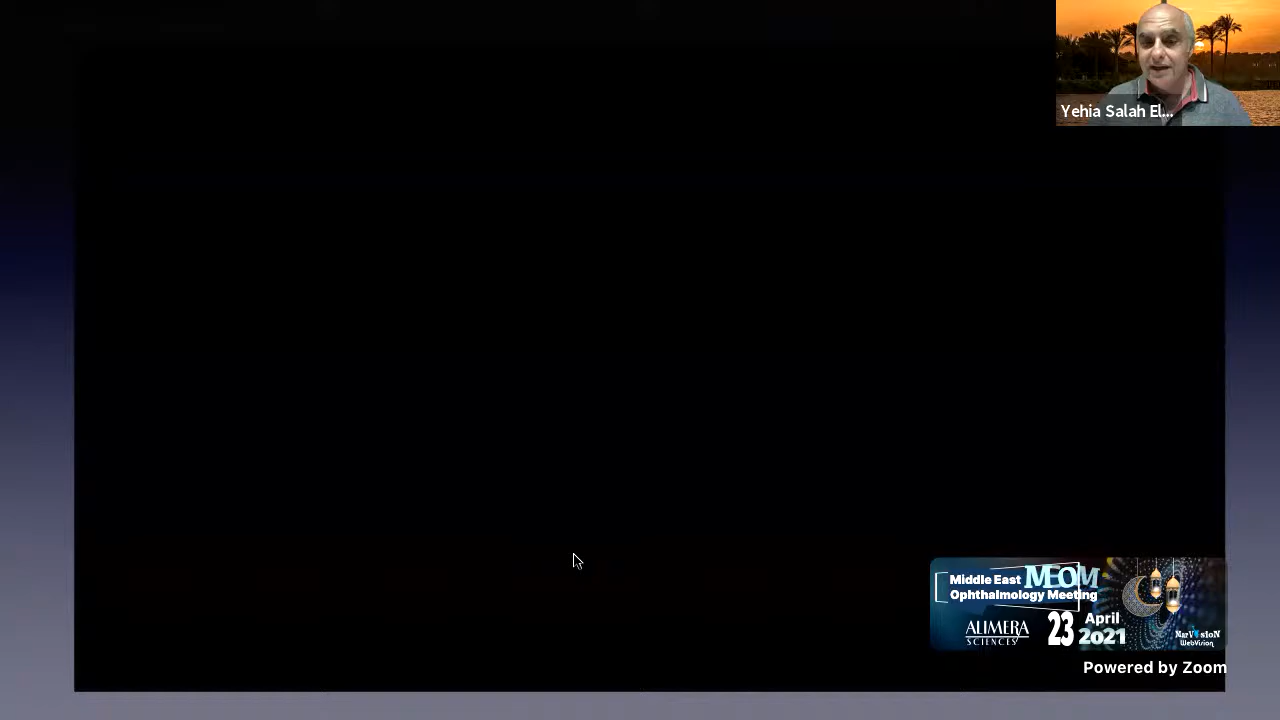 Yehia Salah El...
Middle East MEOM
Ophthalmology Meeting
ALIMERA
SCIENCES
23 April
2021
NarVision
WebVision
Powered by Zoom